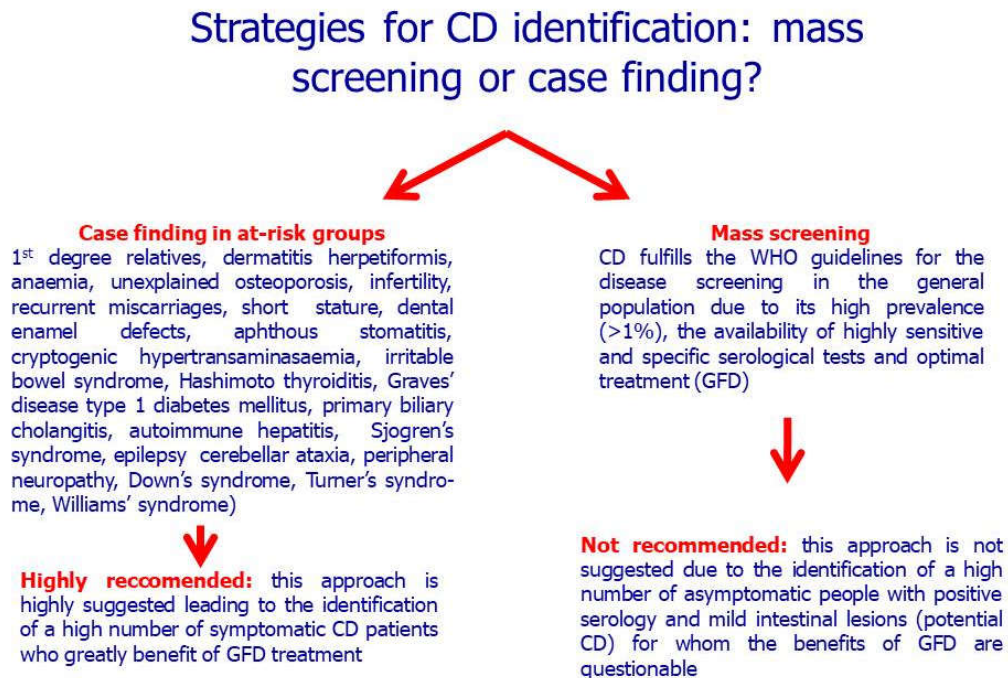 Strategies for CD identification: mass
screening or case finding?
Case finding in at-risk groups
1st degree relatives, dermatitis herpetiformis,
anaemia, unexplained osteoporosis, infertility,
recurrent miscarriages, short stature, dental
enamel defects, aphthous stomatitis,
cryptogenic hypertransaminasaemia, irritable
bowel syndrome, Hashimoto thyroiditis, Graves’
disease type 1 diabetes mellitus, primary biliary
cholangitis, autoimmune hepatitis, Sjogren’s
syndrome, epilepsy cerebellar ataxia, peripheral
neuropathy, Down’s syndrome, Turner’s syndro-
me, Williams’ syndrome)
Highly reccomended: this approach is
highly suggested leading to the identification
of a high number of symptomatic CD patients
who greatly benefit of GFD treatment
Mass screening
CD fulfills the WHO guidelines for the
disease screening in the general
population due to its high prevalence
(>1%), the availability of highly sensitive
and specific serological tests and optimal
treatment (GFD)
Not recommended: this approach is not
suggested due to the identification of a high
number of asymptomatic people with positive
serology and mild intestinal lesions (potential
CD) for whom the benefits of GFD are
questionable